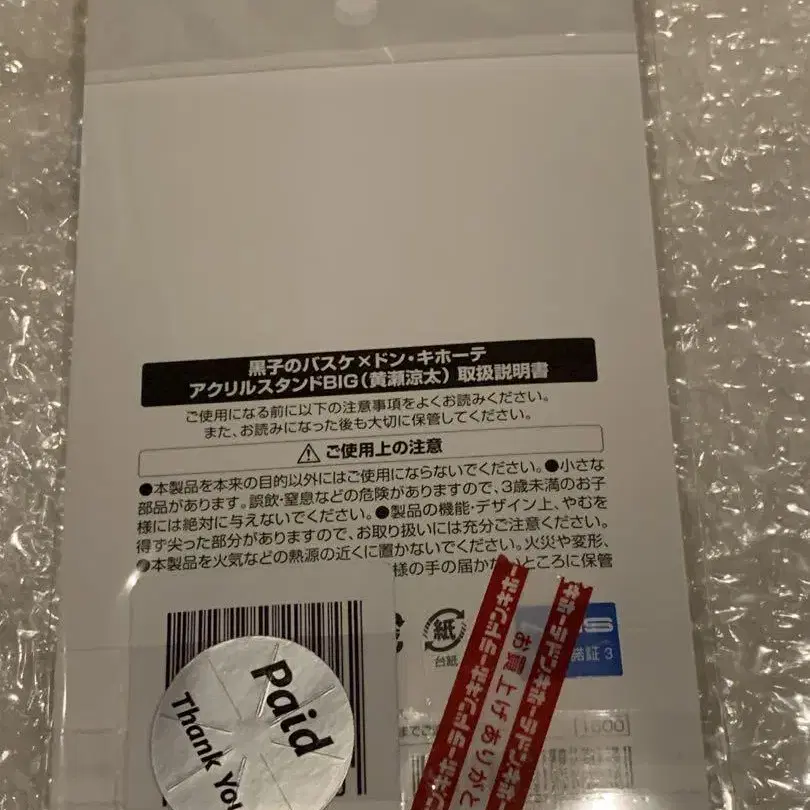 黒子のバスケ×ドン・キホーテ
アクリルスタンドBIG(黄瀬涼太) 取扱説明書
ご使用になる前に以下の注意事項をよくお読みください。
また、お読みになった後も大切に保管してください。
ご使用上の注意
●本製品を本来の目的以外にはご使用にならないでください。●小さな
部品があります。誤飲・窒息などの危険がありますので、3歳未満のお子
様には絶対に与えないでください。●製品の機能・デザイン上、やむを
得ず尖った部分がありますので、お取り扱いには充分ご注意ください。
●本製品を火気などの熱源の近くに置かないでください。火災や変形、
様の手の届かないところに保管
紙
台紙
諾証 3
お買上げありがと
Paid
Thank You